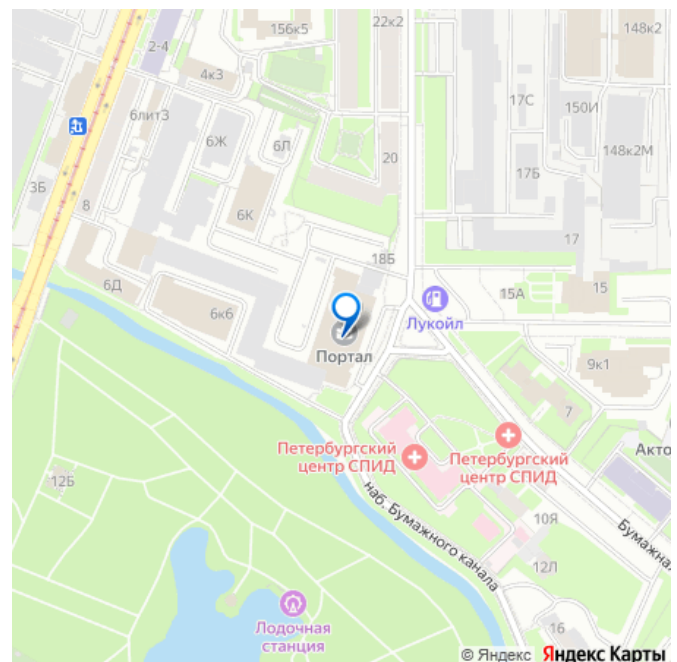 156к5
22к2
148к2
2-4
4к3
17С
150И
6литЗ
6Ж
6Л
20
148к2М
17Б
3Б
8
6К
17
18Б
6Д
15А
15
6к6
Лукойл
Портал
9к1
7
Петербургский
центр СПИД
Петербургский
центр СПИД
Акто
12Б
наб. Бумажного канала
10Я
Бумажная
12Л
Лодочная
станция
16
© Яндекс Яндекс Карты